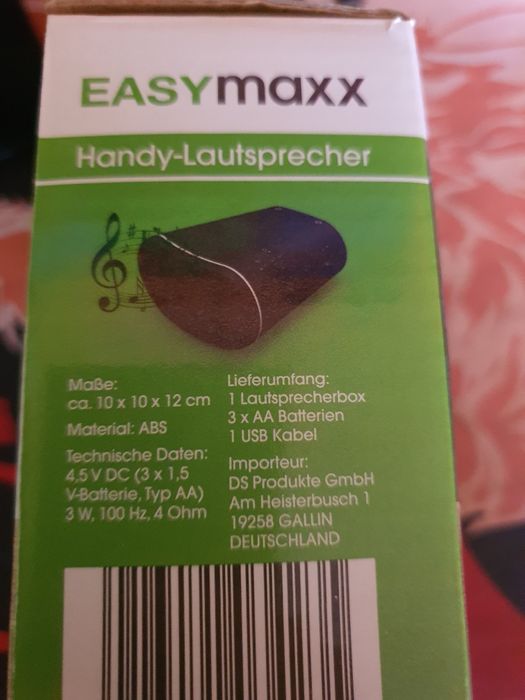 EASYmaxx
Handy-Lautsprecher
Maße:
ca. 10 x 10 x 12 cm
Material: ABS
Technische Daten:
4,5 V DC (3 x 1,5
V-Batterie, Typ AA)
3 W, 100 Hz, 4 Ohm
Lieferumfang:
1 Lautsprecherbox
3 x AA Batterien
1 USB Kabel
Importeur:
DS Produkte GmbH
Am Heisterbusch 1
19258 GALLIN
DEUTSCHLAND